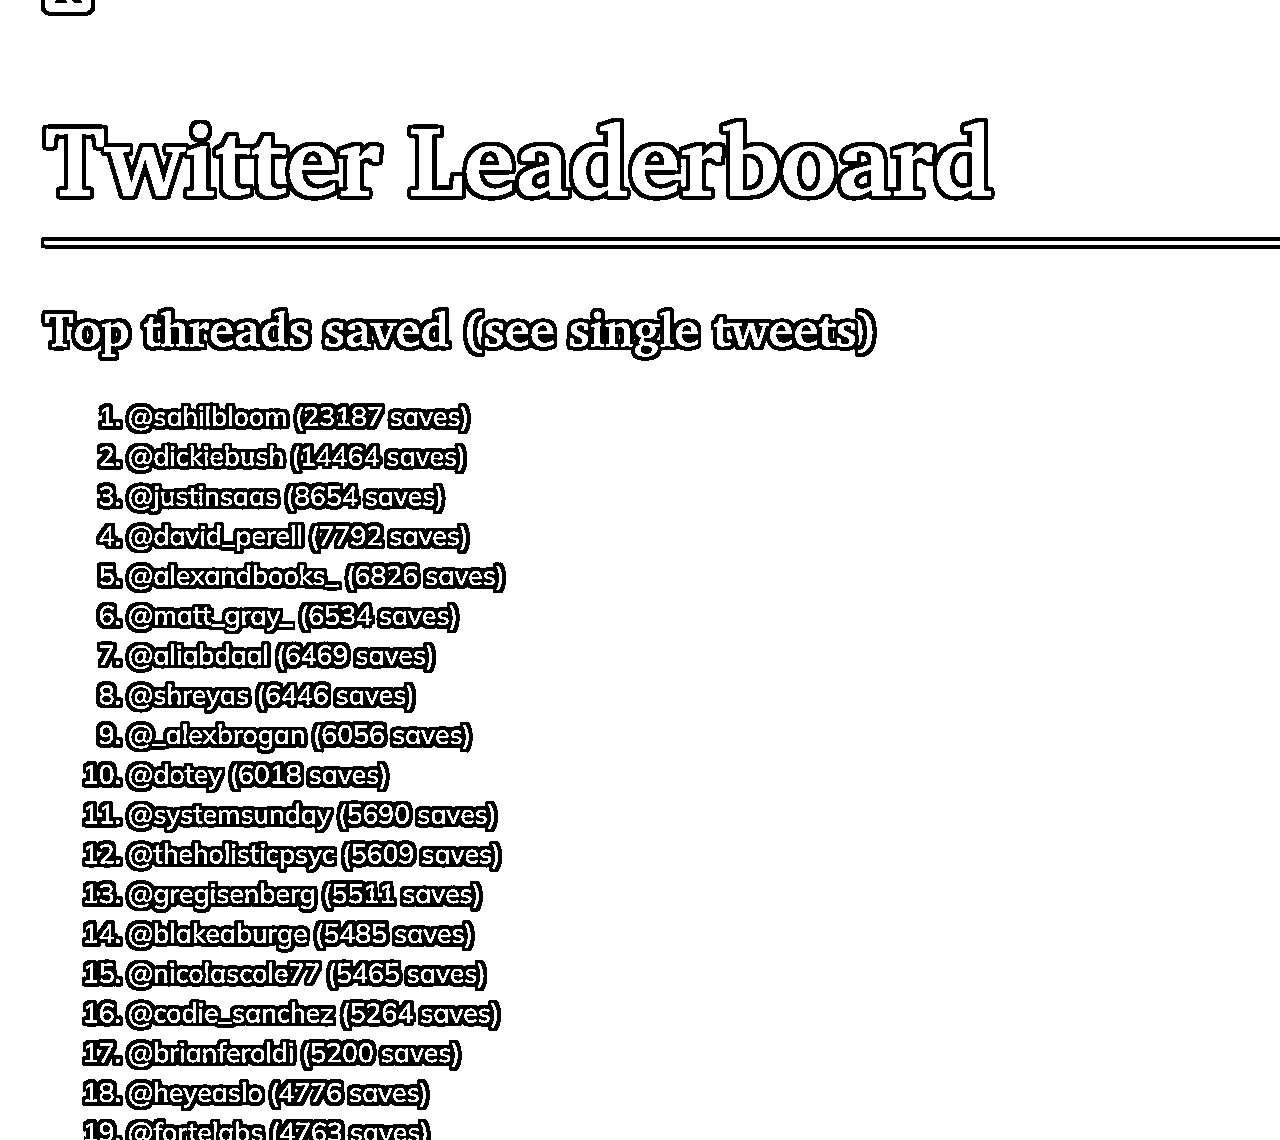 Twitter Leaderboard
Top threads saved (see single tweets)
1. @sahilbloom (23187 saves)
2. @dickiebush (14464 saves)
3. @justinsaas (8654 saves)
4. @david_perell (7792 saves)
5. @alexandbooks_ (6826 saves)
6. @matt_gray_ (6534 saves)
7. @aliabdaal (6469 saves)
8. @shreyas (6446 saves)
9. @_alexbrogan (6056 saves)
10. @dotey (6018 saves)
11. @systemsunday (5690 saves)
12. @theholisticpsyc (5609 saves)
13. @gregisenberg (5511 saves)
14. @blakeaburge (5485 saves)
15. @nicolascole77 (5465 saves)
16. @codie_sanchez (5264 saves)
17. @brianferoldi (5200 saves)
18. @heyeaslo (4776 saves)
19. @fortelabs (4763 saves)